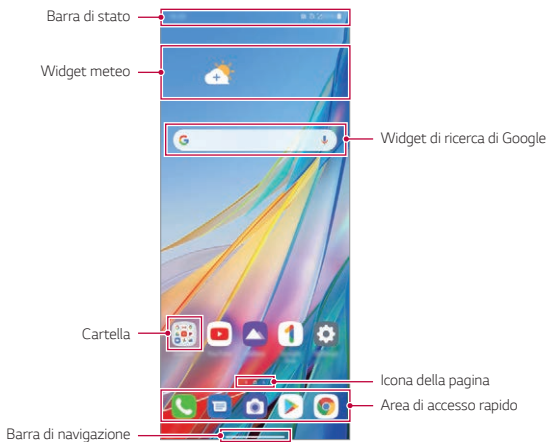 Barra di stato
Widget meteo
Widget di ricerca di Google
Cartella
Icona della pagina
Area di accesso rapido
Barra di navigazione